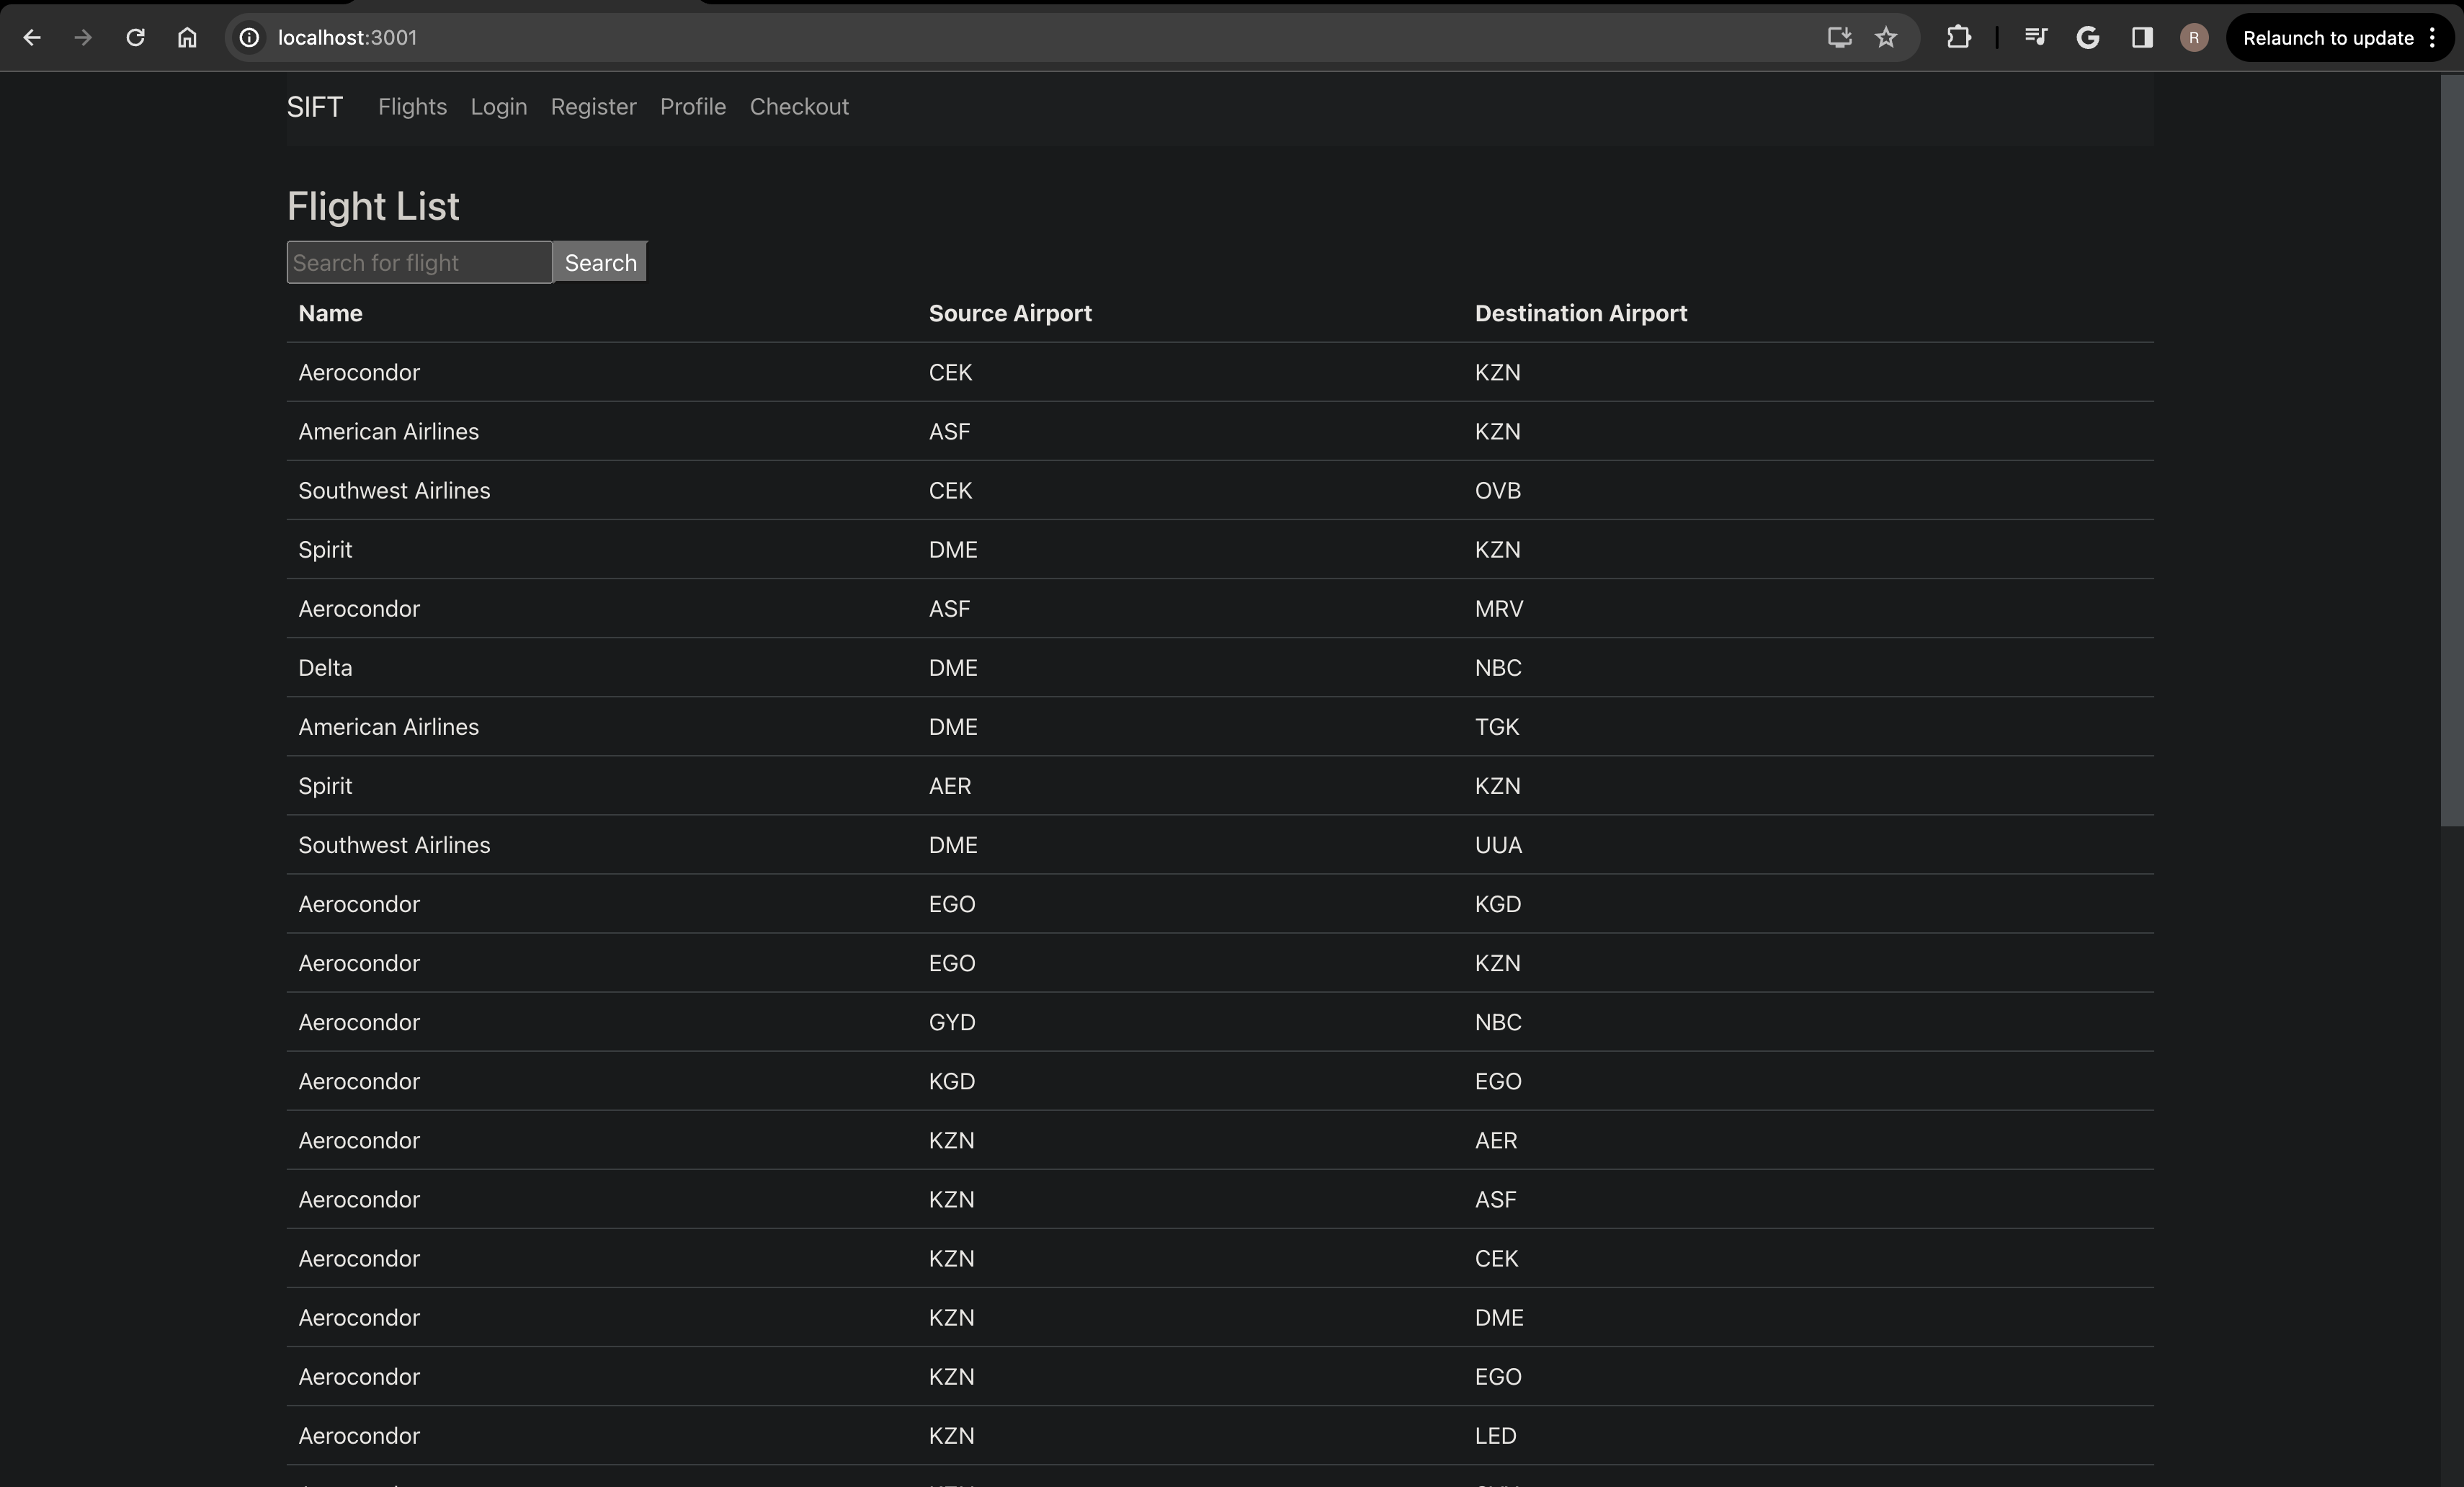 localhost:3001
R
Relaunch to update
SIFT Flights Login Register Profile Checkout
Flight List
Search for flight Search
Name Source Airport Destination Airport
Aerocondor CEK KZN
American Airlines ASF KZN
Southwest Airlines CEK OVB
Spirit DME KZN
Aerocondor ASF MRV
Delta DME NBC
American Airlines DME TGK
Spirit AER KZN
Southwest Airlines DME UUA
Aerocondor EGO KGD
Aerocondor EGO KZN
Aerocondor GYD NBC
Aerocondor KGD EGO
Aerocondor KZN AER
Aerocondor KZN ASF
Aerocondor KZN CEK
Aerocondor KZN DME
Aerocondor KZN EGO
Aerocondor KZN LED